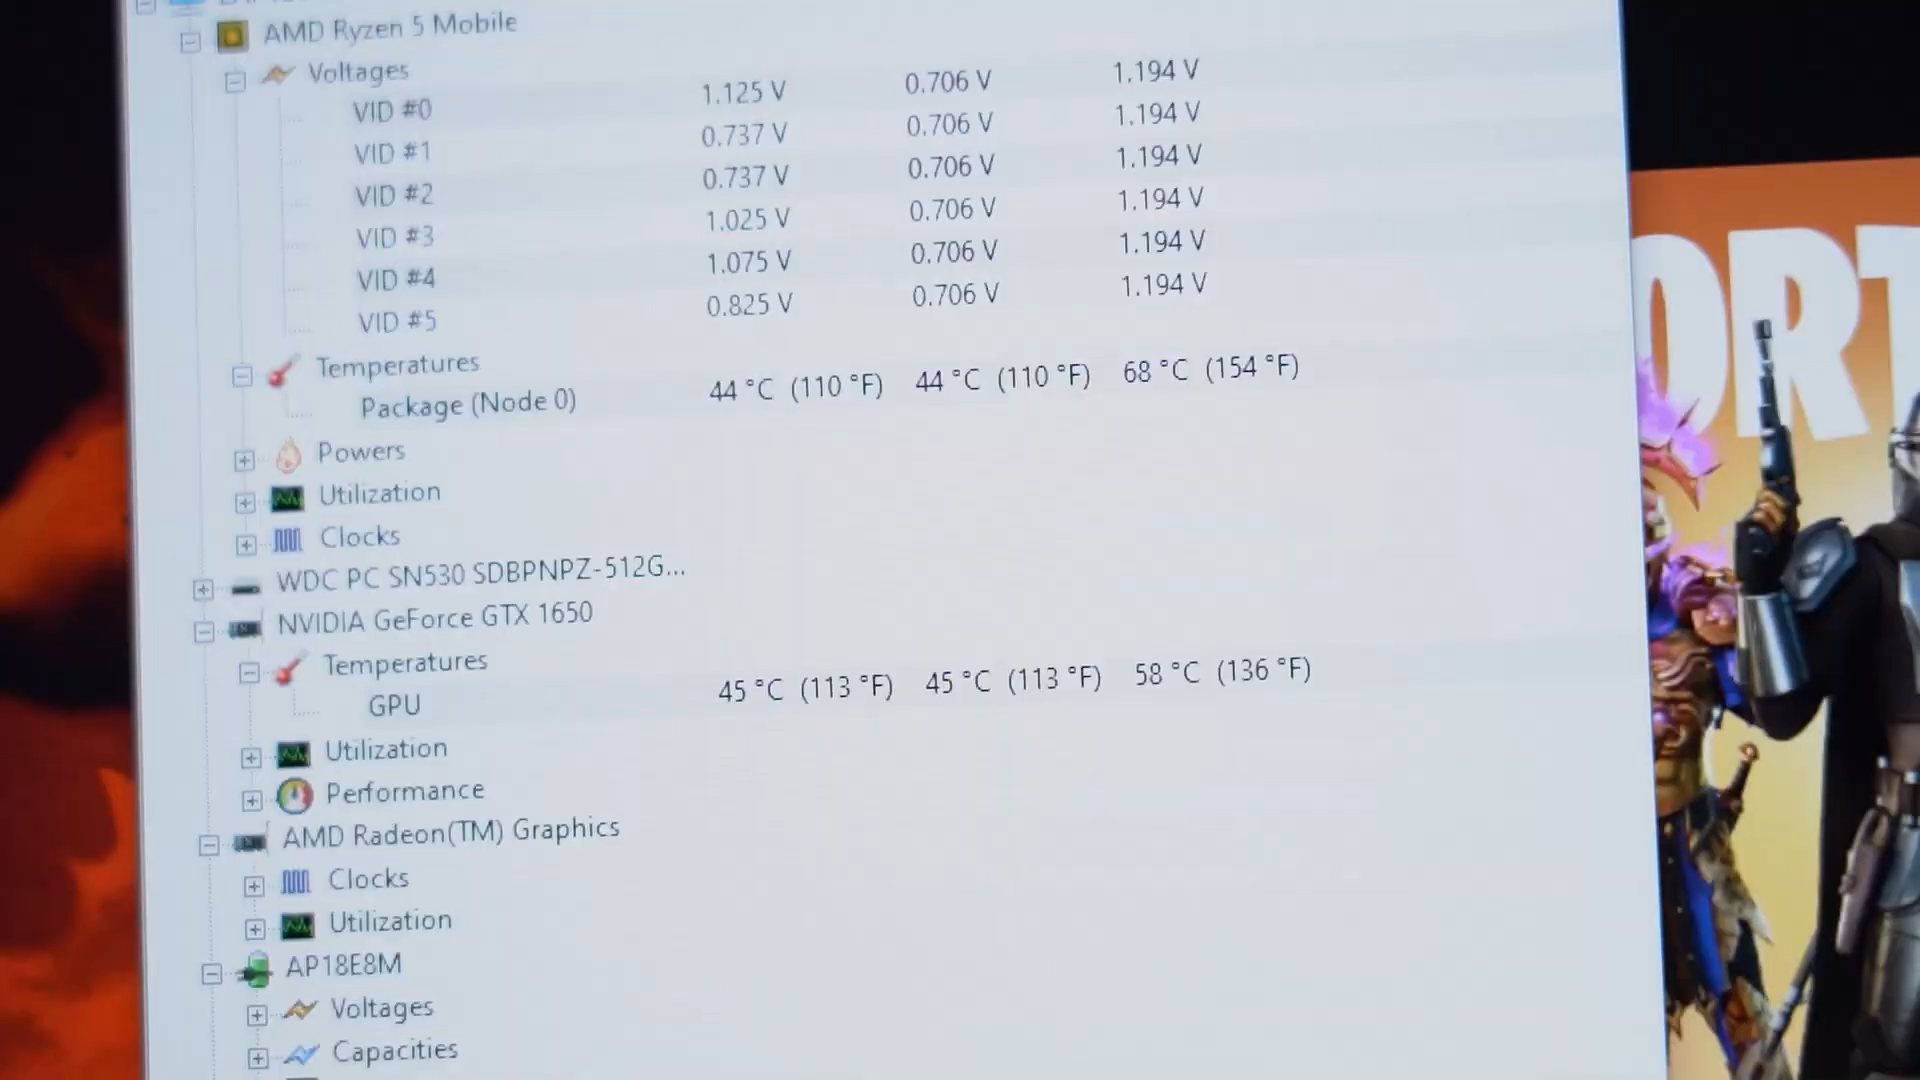 AMD Ryzen 5 Mobile
Voltages
VID #0 1.125 V 0.706 V 1.194 V
VID #1 0.737 V 0.706 V 1.194 V
VID #2 0.737 V 0.706 V 1.194 V
VID #3 1.025 V 0.706 V 1.194 V
VID #4 1.075 V 0.706 V 1.194 V
VID #5 0.825 V 0.706 V 1.194 V
Temperatures
Package (Node 0) 44 °C (110 °F) 44 °C (110 °F) 68 °C (154 °F)
Powers
Utilization
Clocks
WDC PC SN530 SDBPNPZ-512G...
NVIDIA GeForce GTX 1650
Temperatures
GPU 45 °C (113 °F) 45 °C (113 °F) 58 °C (136 °F)
Utilization
Performance
AMD Radeon(TM) Graphics
Clocks
Utilization
AP18E8M
Voltages
Capacities
ORT